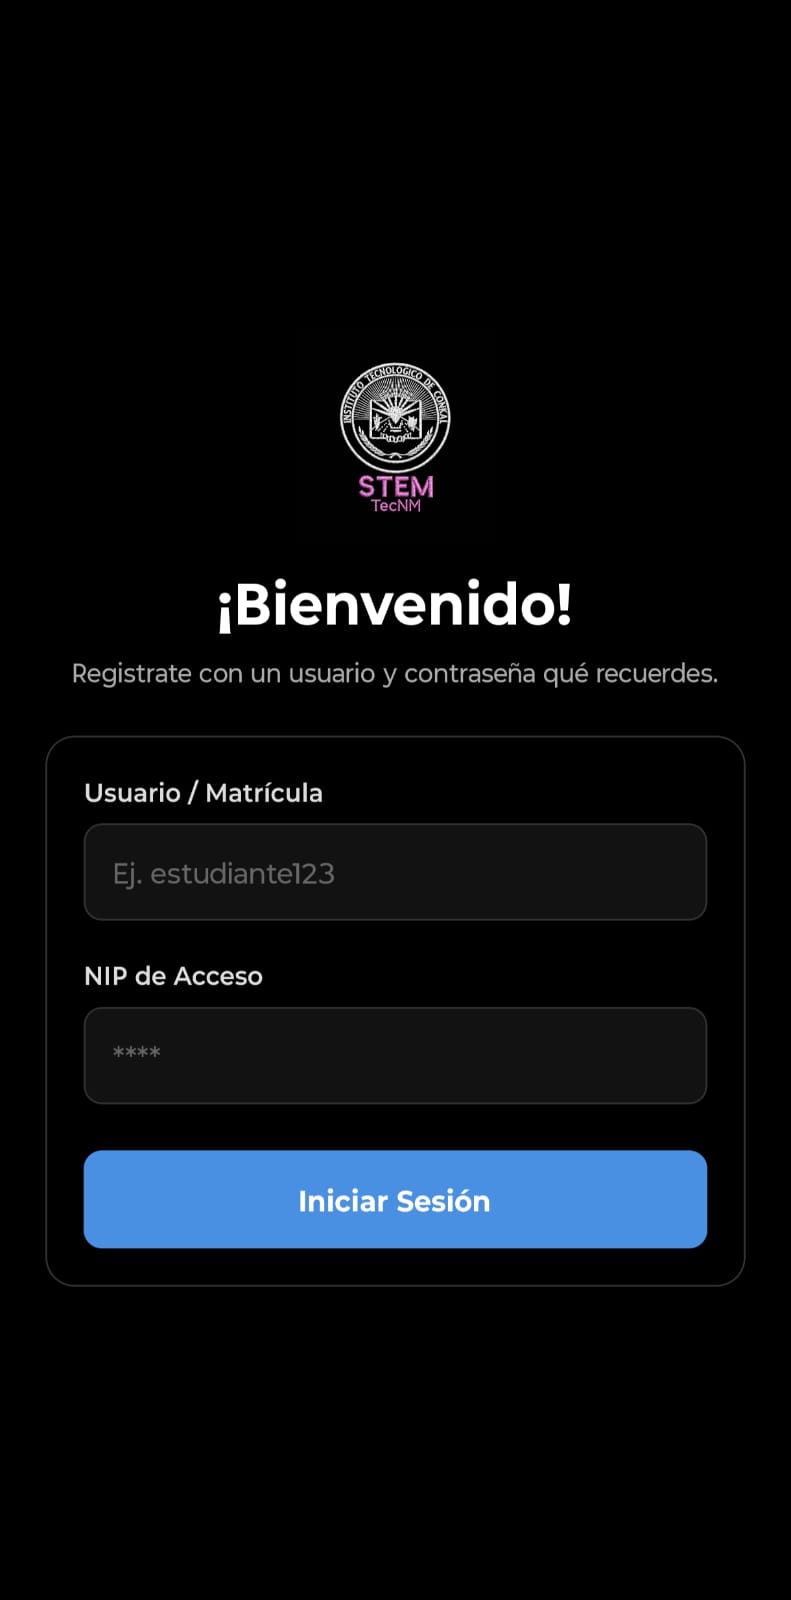 INSTITUTO TECNOLOGICO DE CONKAL
STEM
TecNM
¡Bienvenido!
Registrate con un usuario y contraseña qué recuerdes.
Usuario / Matrícula
Ej. estudiante123
NIP de Acceso
****
Iniciar Sesión